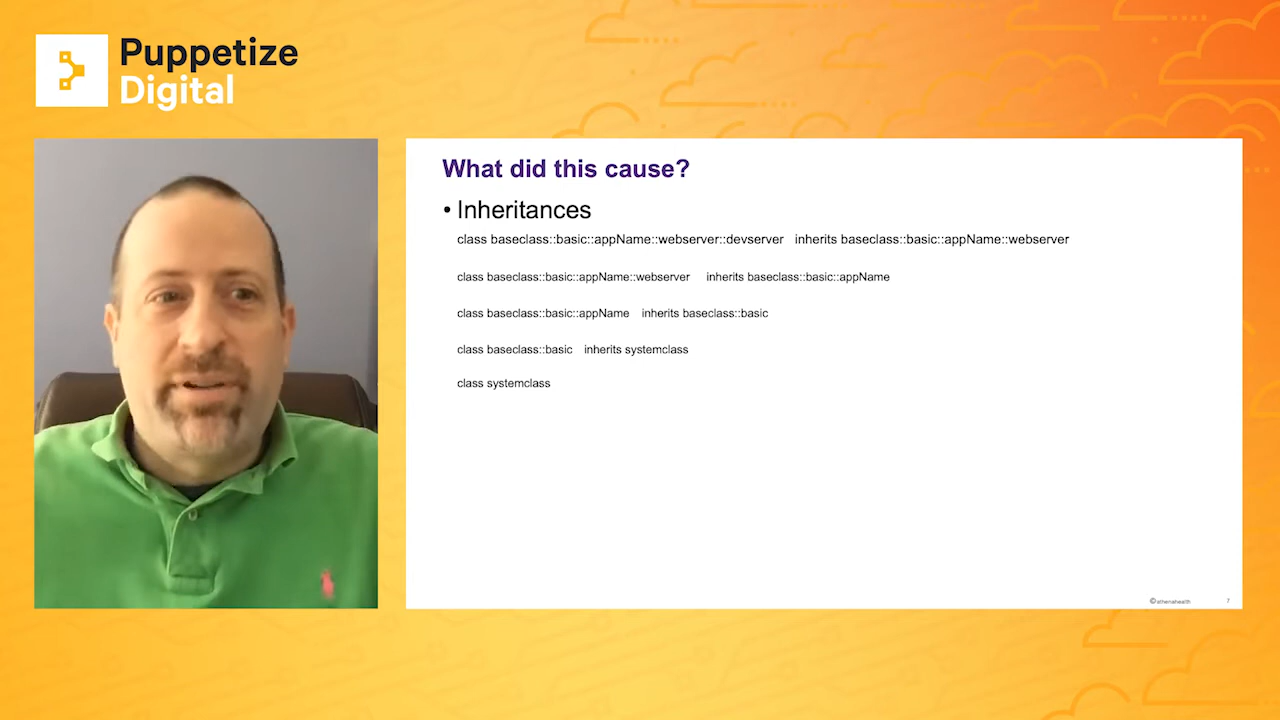 Puppetize
Digital
What did this cause?
• Inheritances
class baseclass::basic::appName::webserver::devserver inherits baseclass::basic::appName::webserver
class baseclass::basic::appName::webserver inherits baseclass::basic::appName
class baseclass::basic::appName inherits baseclass::basic
class baseclass::basic inherits systemclass
class systemclass
©athenahealth 7